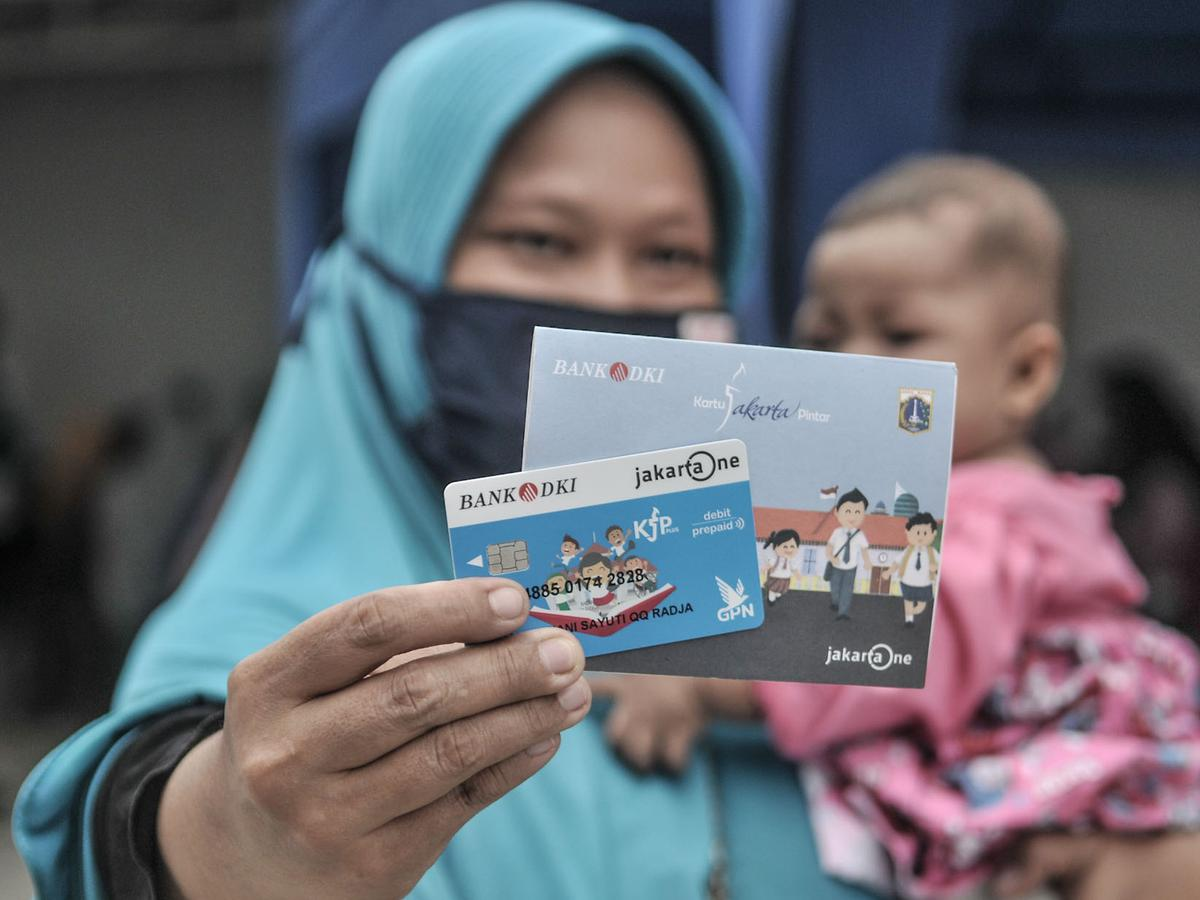 BANK DKI
Kartu Jakarta Pintar
BANK DKI
jakartaOne
KJP PLUS
debit
prepaid
4885 0174 2828
ANI SAYUTI QQ RADJA
GPN
jakartaOne